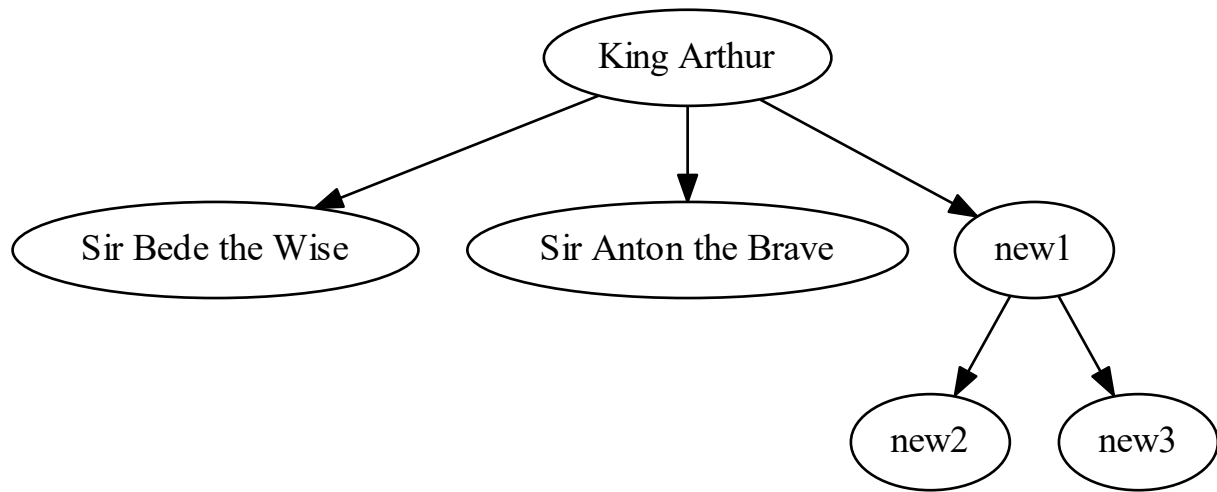 King Arthur
Sir Bede the Wise
Sir Anton the Brave
new1
new2
new3